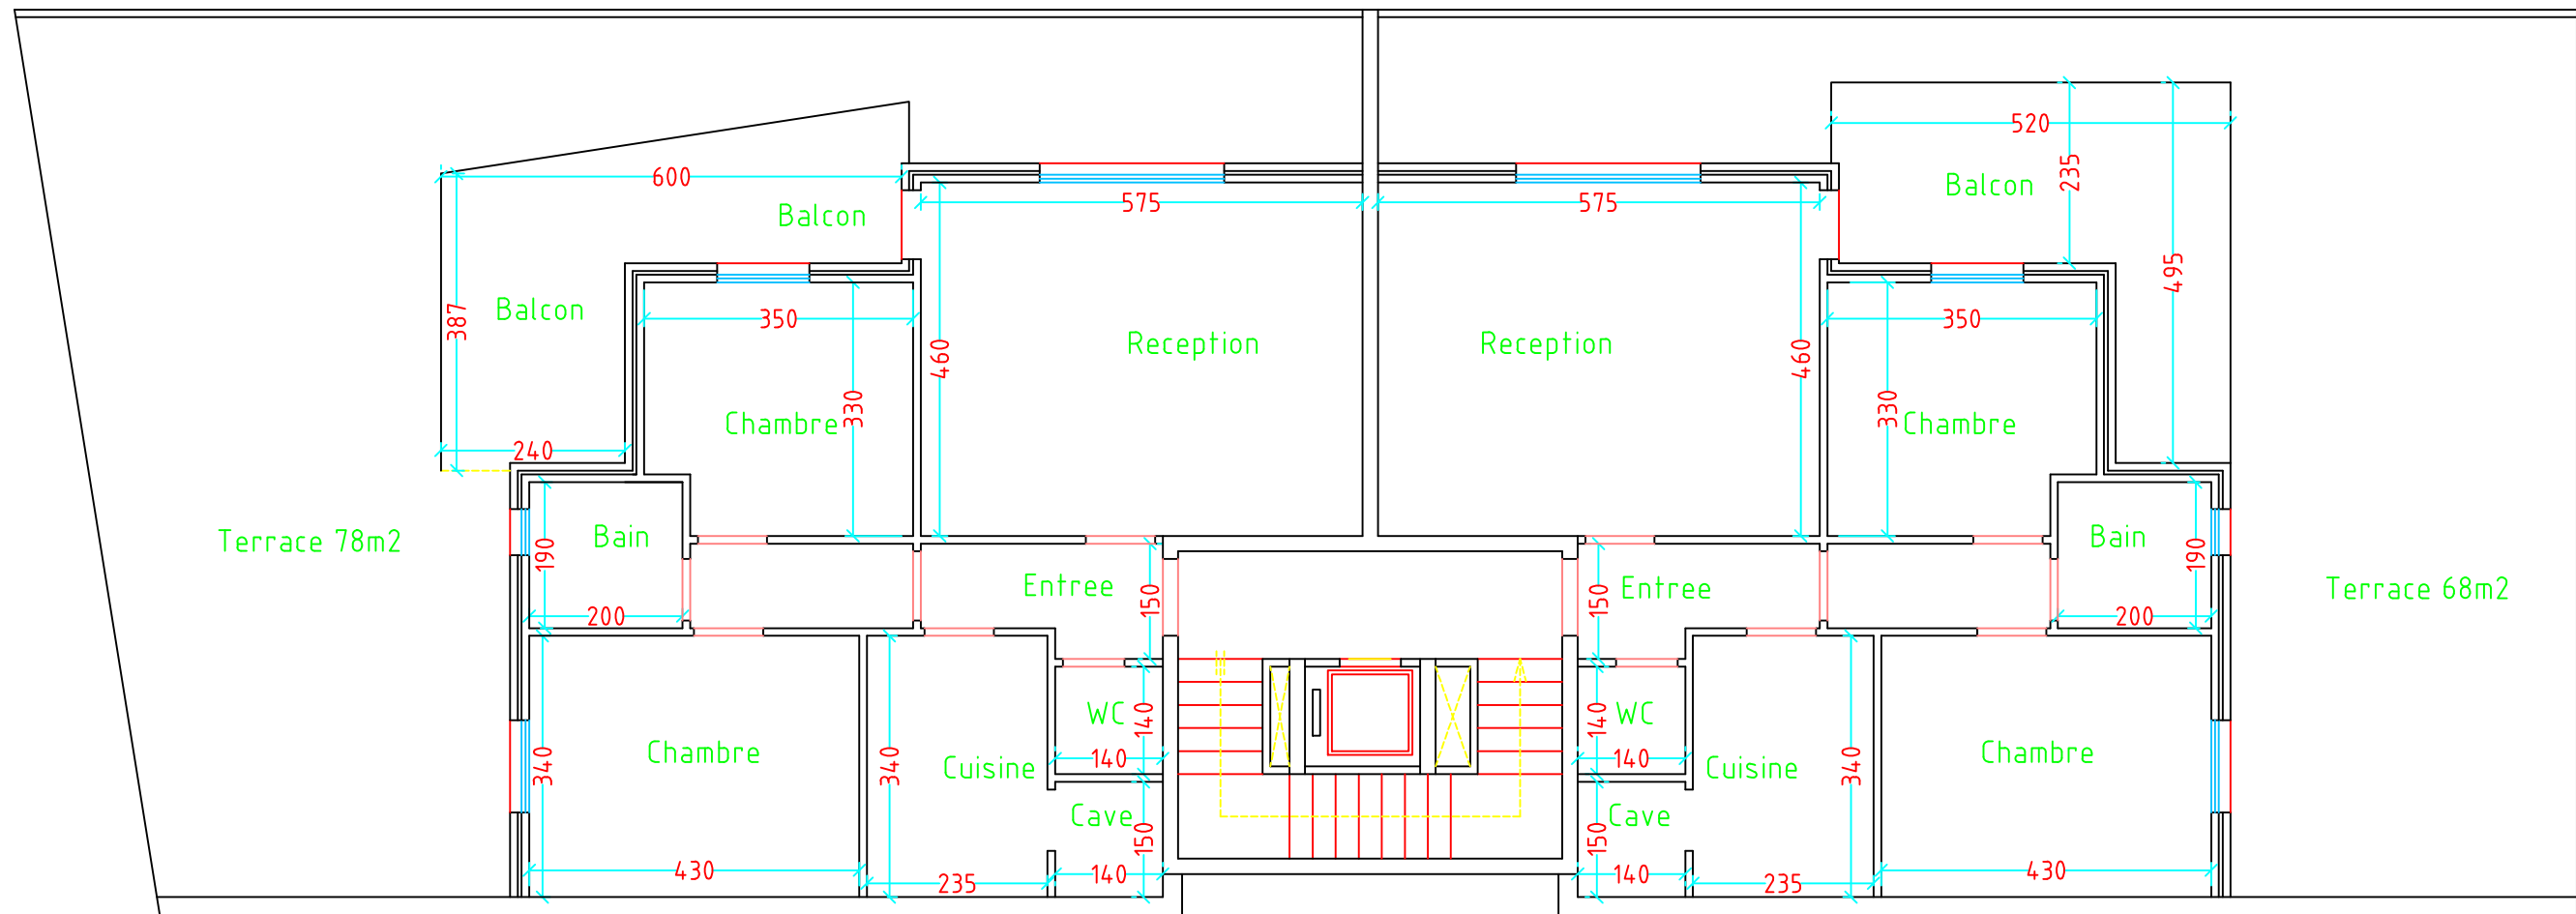 520
600
235
575
575
Balcon
Balcon
495
Balcon
387
350
350
Reception
Reception
460
460
330
330
Chambre
Chambre
240
Terrace 78m2
Bain
Bain
190
190
Entree
Entree
Terrace 68m2
150
150
200
200
WC
WC
140
140
Chambre
Chambre
340
340
340
Cuisine
Cuisine
140
140
Cave
Cave
150
150
430
235
140
140
235
430